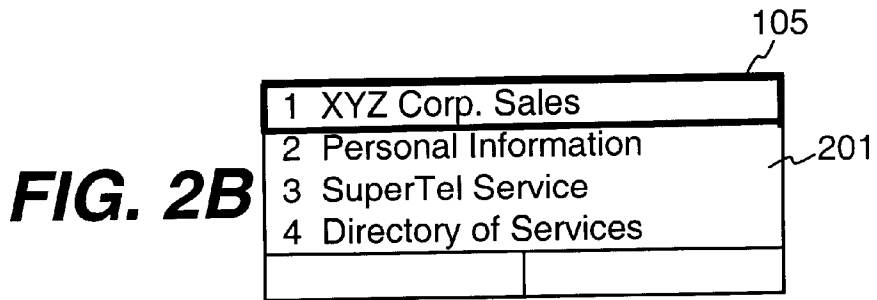 105
1 XYZ Corp. Sales
2 Personal Information
201
3 SuperTel Service
FIG. 2B
4 Directory of Services